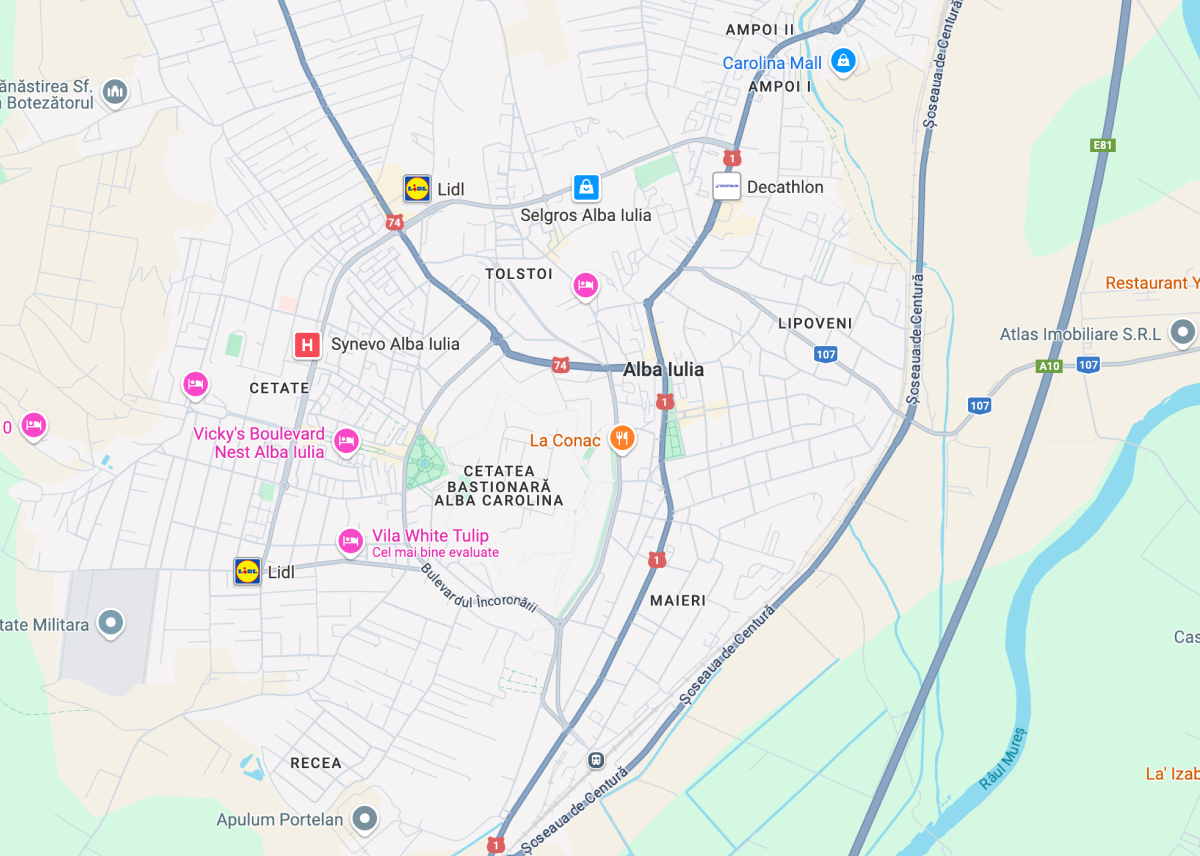 AMPOI II
Carolina Mall
AMPOI I
Șoseaua de Centură
ănăstirea Sf.
n Botezătorul
E81
1
LIDL
Lidl
DECATHLON
Decathlon
Selgros Alba Iulia
74
TOLSTOI
Restaurant Y
LIPOVENI
Șoseaua de Centură
Atlas Imobiliare S.R.L
H
Synevo Alba Iulia
107
74
Alba Iulia
A10
107
CETATE
1
107
0
Vicky's Boulevard
Nest Alba Iulia
La Conac
CETATEA
BASTIONARĂ
ALBA CAROLINA
Vila White Tulip
Cel mai bine evaluate
1
LIDL
Lidl
Bulevardul Încoronării
MAIERI
tate Militara
Cas
Șoseaua de Centură
Râul Mureș
RECEA
La' Izab
Șoseaua de Centură
Apulum Portelan
1